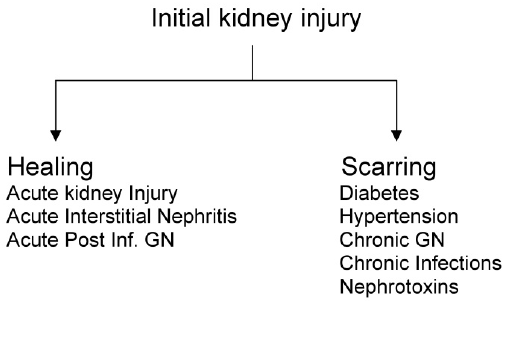 Initial kidney injury
Healing
Acute kidney Injury
Acute Interstitial Nephritis
Acute Post Inf. GN
Scarring
Diabetes
Hypertension
Chronic GN
Chronic Infections
Nephrotoxins